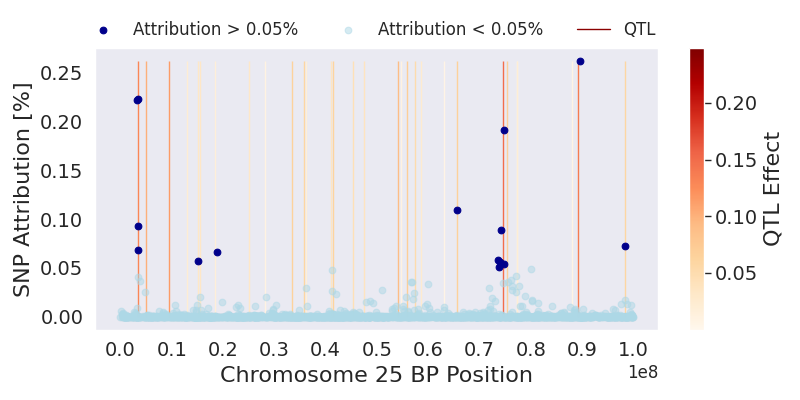 Attribution > 0.05% Attribution < 0.05% QTL
SNP Attribution [%]
0.25
0.20
0.15
0.10
0.05
0.00
0.0 0.1 0.2 0.3 0.4 0.5 0.6 0.7 0.8 0.9 1.0
1e8
Chromosome 25 BP Position
0.20
0.15
0.10
0.05
QTL Effect